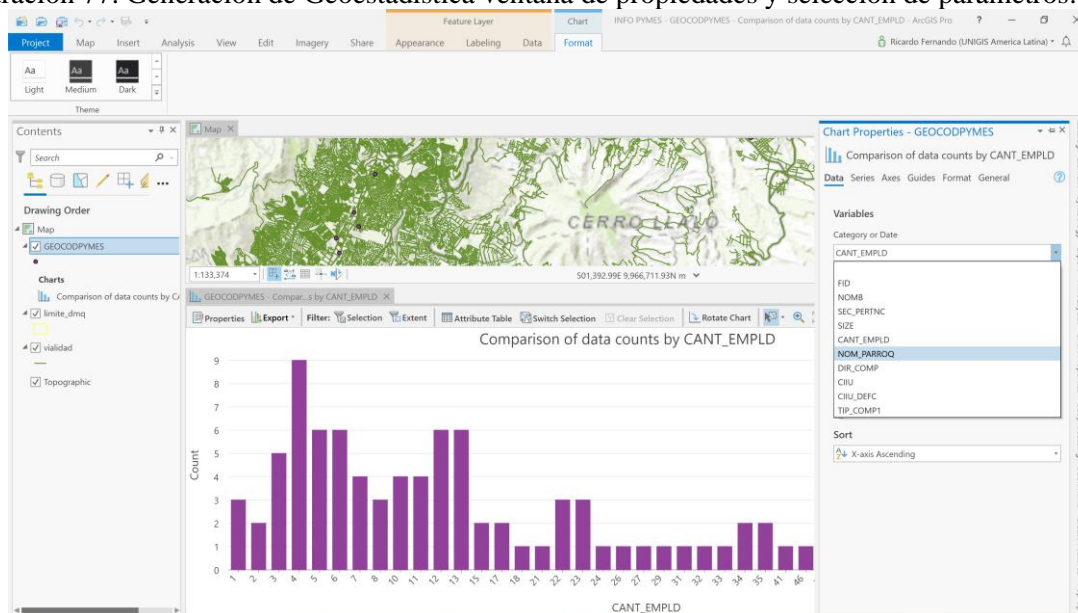 ración 77. Generación de Geoestadística ventana de propiedades y selección de parámetros.
Feature Layer Chart INFO PYMES - GEOCODPYMES - Comparison of data counts by CANT_EMPLD - ArcGIS Pro ? — X
Project Map Insert Analysis View Edit Imagery Share Appearance Labeling Data Format Ricardo Fernando (UNIGIS America Latina)
Aa Aa Aa
Light Medium Dark
Theme
Contents
Search
Drawing Order
Map
GEOCODPYMES
Charts
Comparison of data counts by C
limite_dmq
vialidad
Topographic
Map
CERRO ILALÓ
1:133,374 501,392.99E 9,966,711.93N m
GEOCODPYMES - Compar...s by CANT_EMPLD
Properties Export Filter: Selection Extent Attribute Table Switch Selection Clear Selection Rotate Chart
Comparison of data counts by CANT_EMPLD
Count
9
8
7
6
5
4
3
2
1
0
1 2 3 4 5 6 7 8 10 11 12 13 15 17 18 21 22 23 24 26 27 29 31 32 33 34 35 41 46
CANT_EMPLD
Chart Properties - GEOCODPYMES
Comparison of data counts by CANT_EMPLD
Data Series Axes Guides Format General
Variables
Category or Date
CANT_EMPLD
FID
NOMB
SEC_PERTNC
SIZE
CANT_EMPLD
NOM_PARROQ
DIR_COMP
CIIU
CIIU_DEFC
TIP_COMP1
Sort
X-axis Ascending